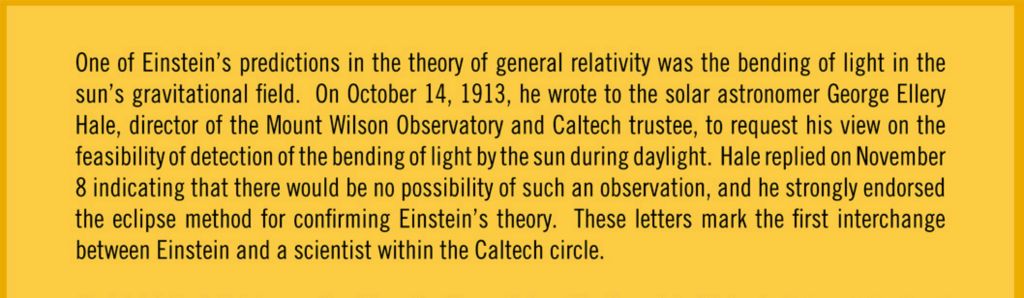 One of Einstein's predictions in the theory of general relativity was the bending of light in the
sun's gravitational field.  On October 14, 1913, he wrote to the solar astronomer George Ellery
Hale, director of the Mount Wilson Observatory and Caltech trustee, to request his view on the
feasibility of detection of the bending of light by the sun during daylight.  Hale replied on November
8 indicating that there would be no possibility of such an observation, and he strongly endorsed
the eclipse method for confirming Einstein's theory.  These letters mark the first interchange
between Einstein and a scientist within the Caltech circle.